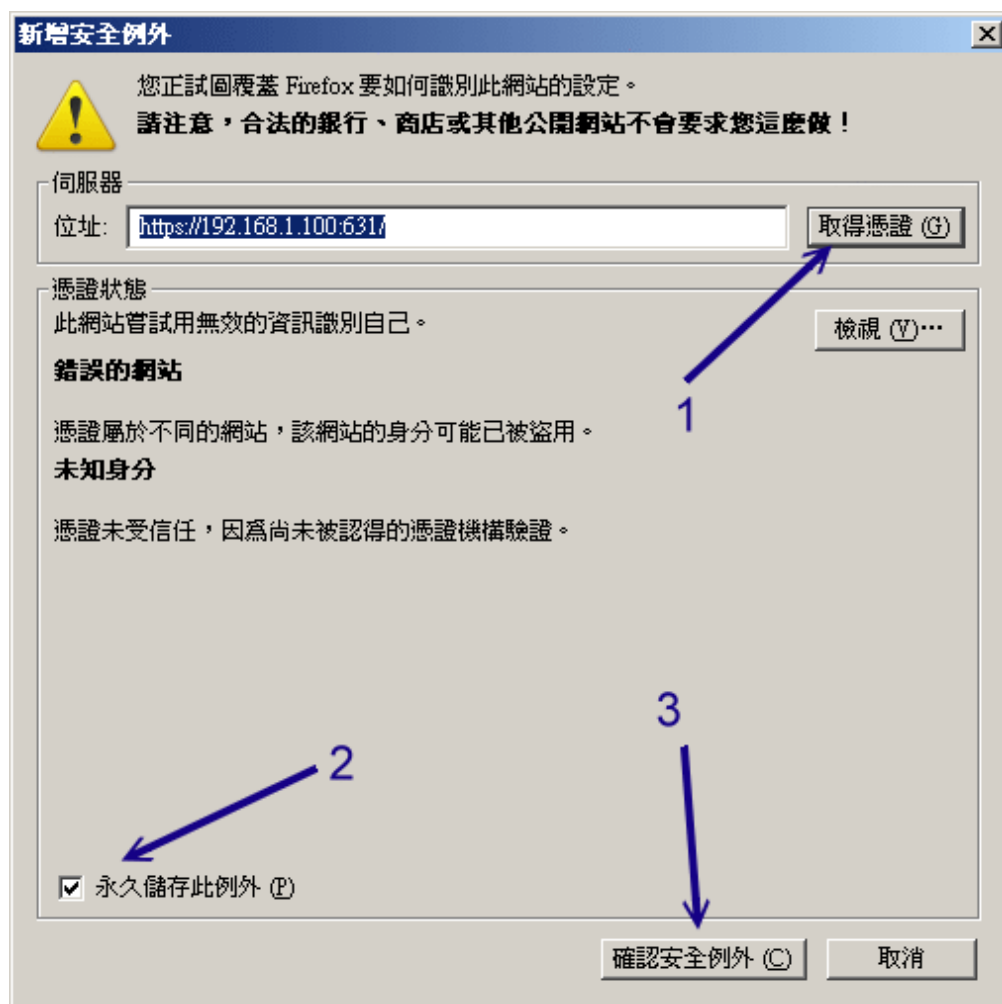 新增安全例外
您正試圖覆蓋 Firefox 要如何識別此網站的設定。
請注意，合法的銀行、商店或其他公開網站不會要求您這麼做！
伺服器
位址: https://192.168.1.100:631/ 取得憑證 (G)
憑證狀態
此網站嘗試用無效的資訊識別自己。
檢視 (V)…
錯誤的網站
1
憑證屬於不同的網站，該網站的身分可能已被盜用。
未知身分
憑證未受信任，因為尚未被認得的憑證機構驗證。
3
2
永久儲存此例外 (P)
確認安全例外 (C) 取消